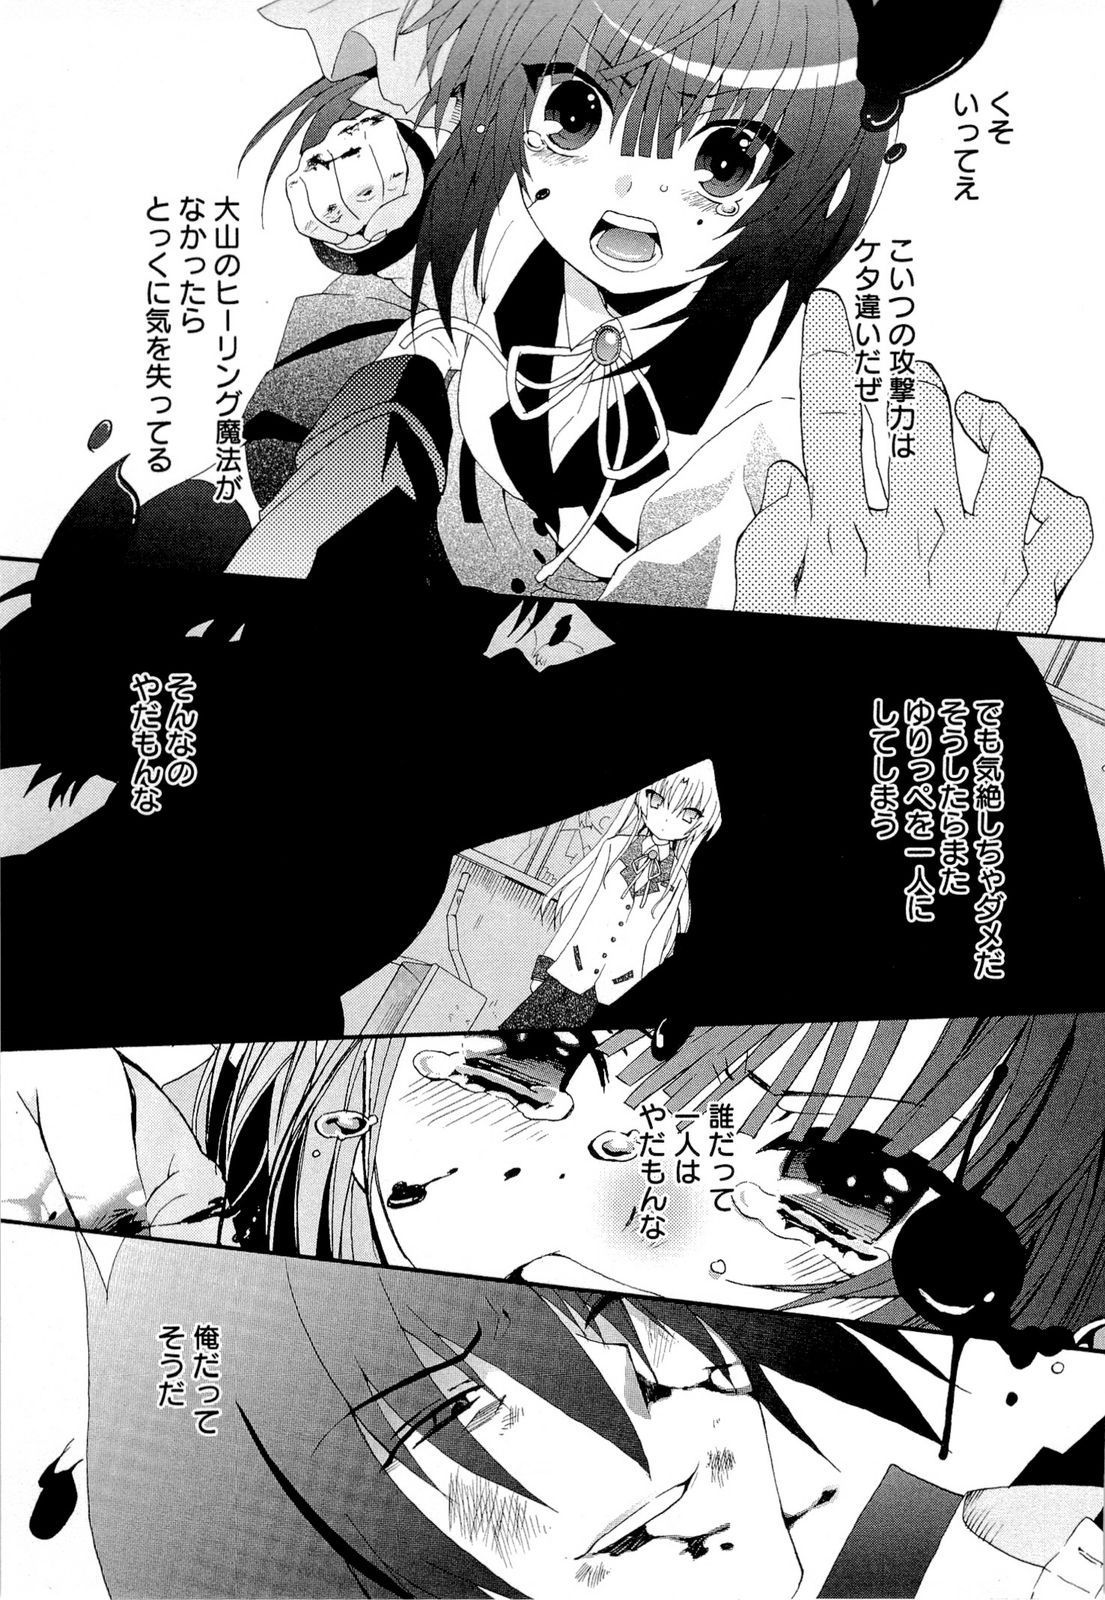 くそ
いってえ
こいつの攻撃力は
ケタ違いだぜ
大山のヒーリング魔法が
なかったら
とっくに気を失ってる
でも気絶しちゃダメだ
そうしたらまた
ゆりっぺを一人に
してしまう
そんなの
やだもんな
誰だって
一人は
やだもんな
俺だって
そうだ